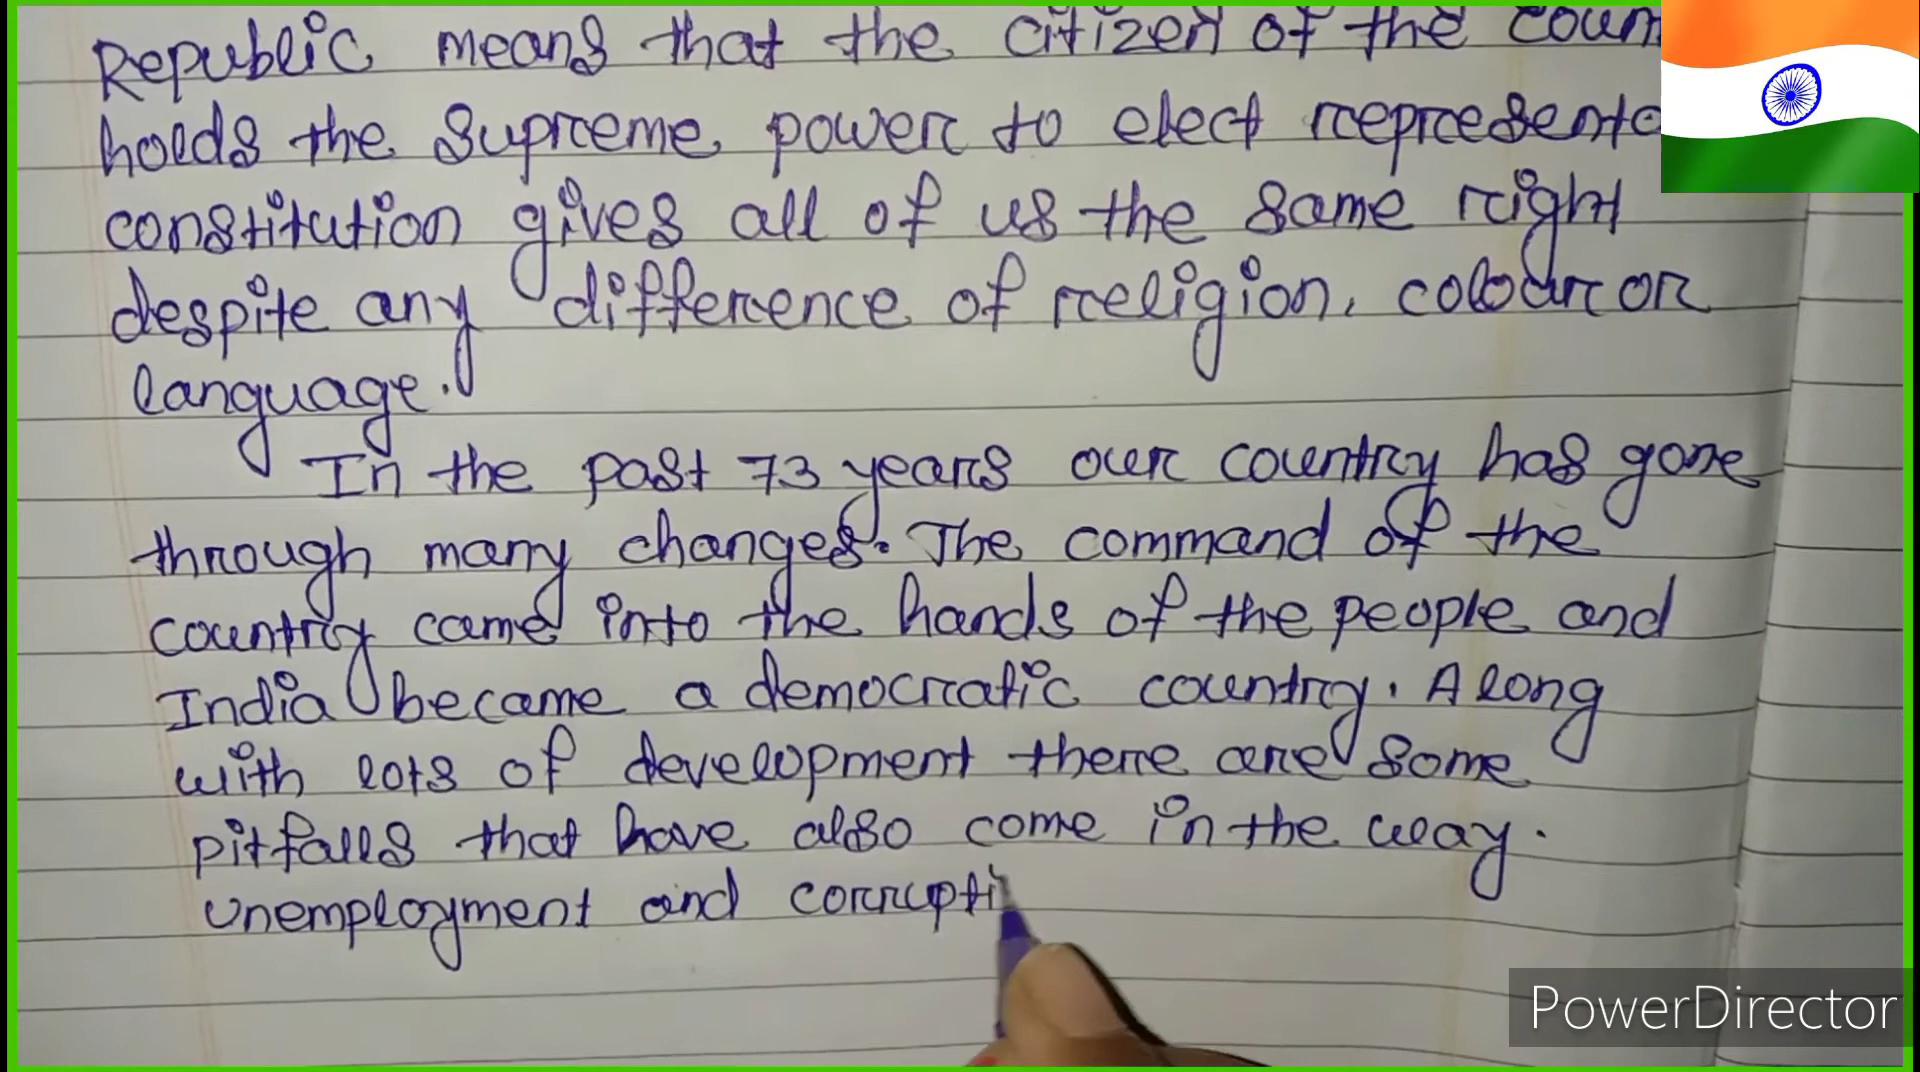 Republic means that the citizen of the coun
holds the supreme power to elect representa
constitution gives all of us the same right
despite any difference of religion, colour or
language.
In the past 73 years our country has gone
through many changes. The command of the
country came into the hands of the people and
India became a democratic country. Along
with lots of development there are some
pitfalls that have also come in the way.
unemployment and corrupti
PowerDirector